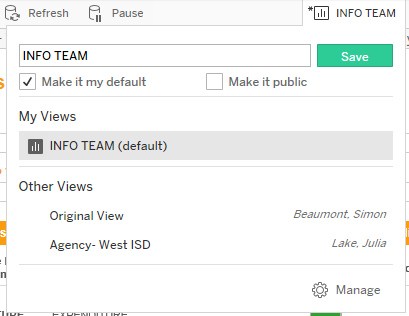 Refresh Pause *INFO TEAM
INFO TEAM Save
Make it my default Make it public
My Views
INFO TEAM (default)
Other Views
Original View Beaumont, Simon
Agency- West ISD Lake, Julia
Manage